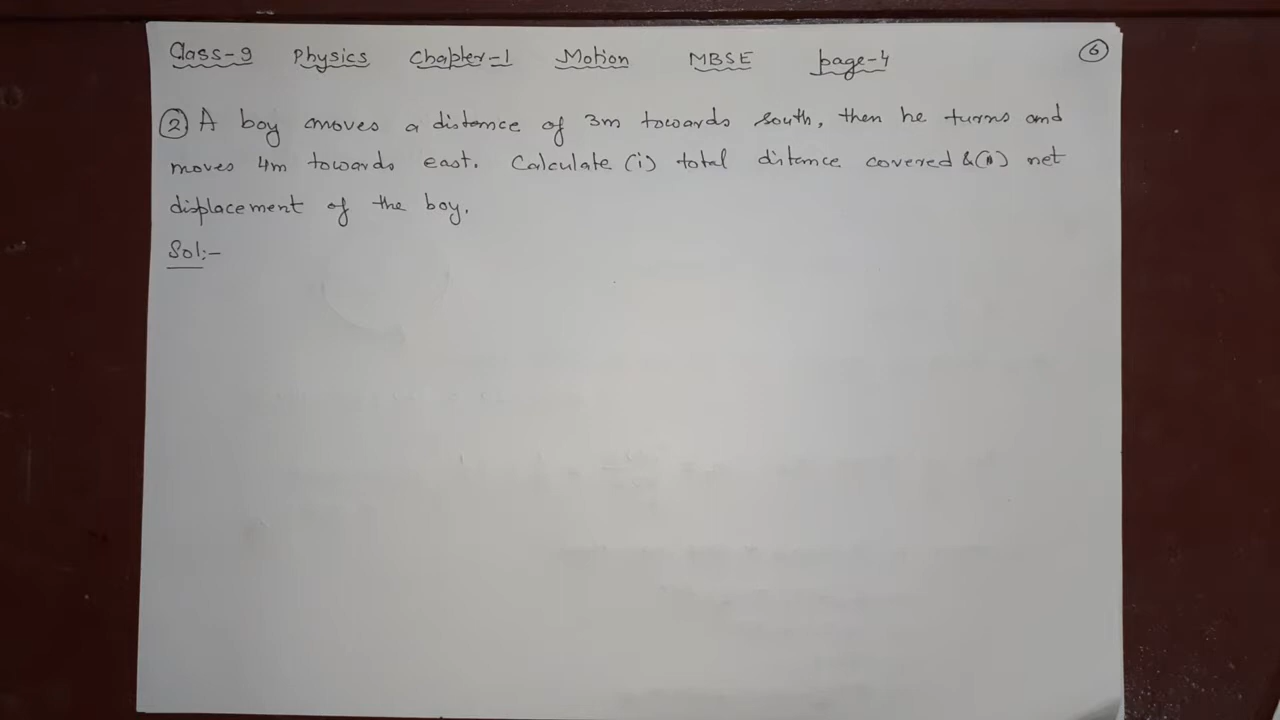 Class-9 Physics Chapter-1 Motion MBSE page-4 6
2 A boy moves a distance of 3m towards south, then he turns and
moves 4m towards east. Calculate (i) total distance covered & (ii) net
displacement of the boy.
Sol:-